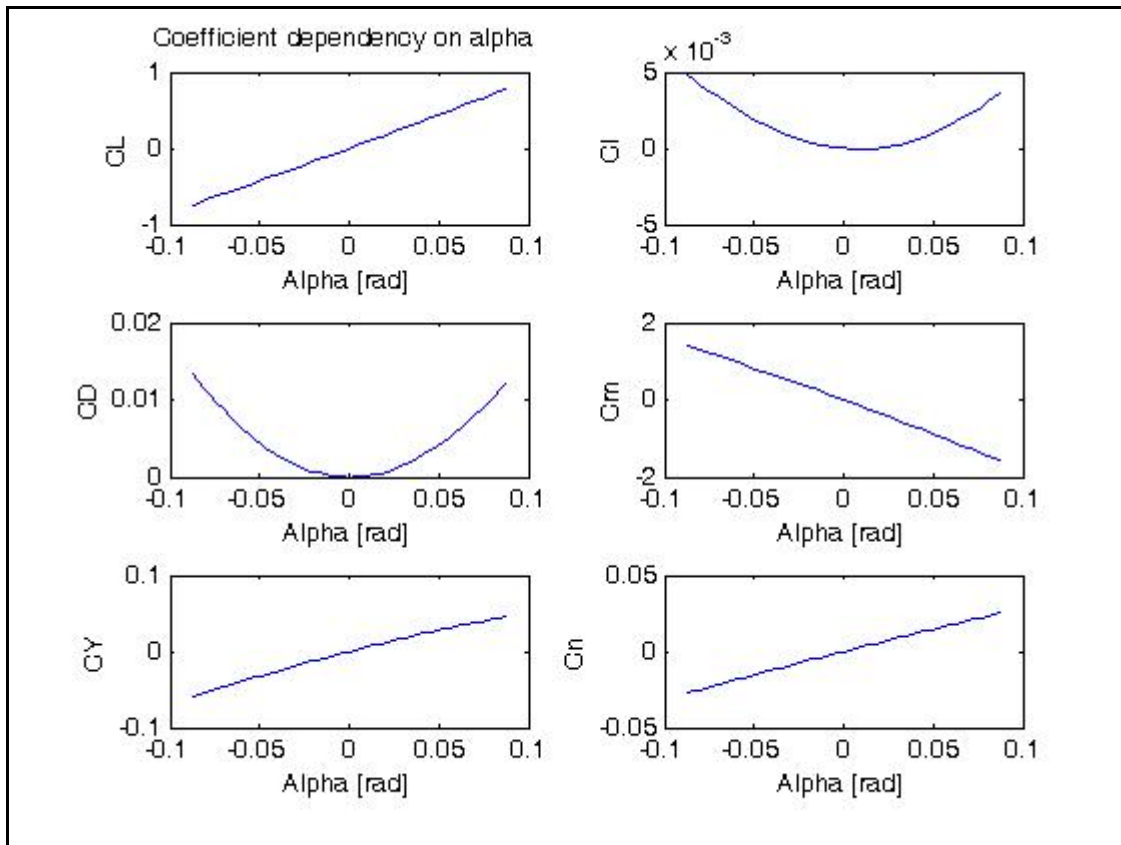 Coefficient dependency on alpha
1
0
-1
CL
-0.1 -0.05 0 0.05 0.1
Alpha [rad]
x 10^-3
5
0
-5
Cl
-0.1 -0.05 0 0.05 0.1
Alpha [rad]
0.02
0.01
0
CD
-0.1 -0.05 0 0.05 0.1
Alpha [rad]
2
0
-2
Cm
-0.1 -0.05 0 0.05 0.1
Alpha [rad]
0.1
0
-0.1
CY
-0.1 -0.05 0 0.05 0.1
Alpha [rad]
0.05
0
-0.05
Cn
-0.1 -0.05 0 0.05 0.1
Alpha [rad]